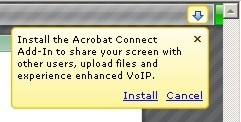 Install the Acrobat Connect
Add-In to share your screen with
other users, upload files and
experience enhanced VoIP.
Install Cancel